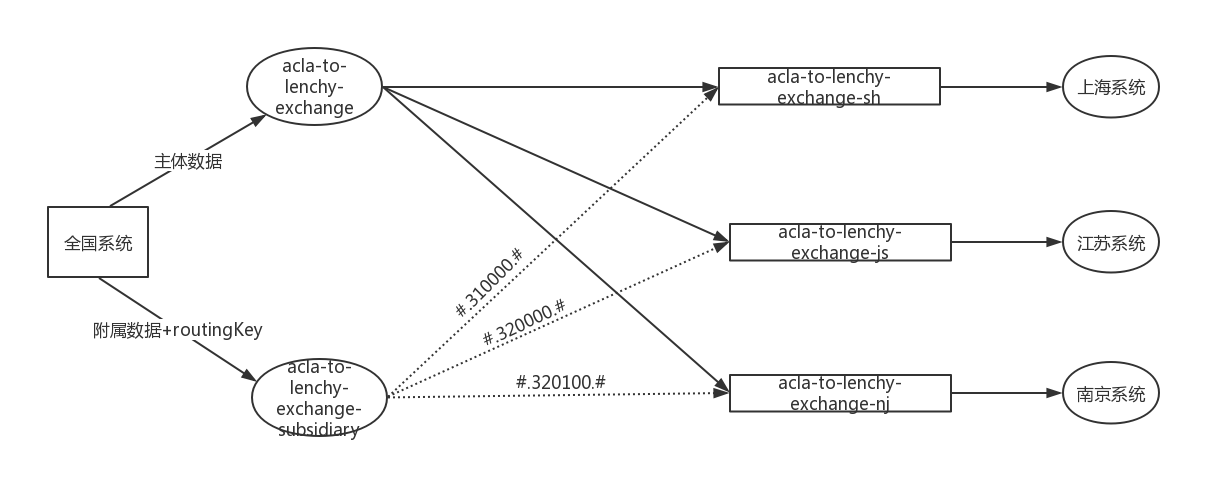 acla-to-
lenchy-
exchange
acla-to-lenchy-
exchange-sh
上海系统
主体数据
全国系统
acla-to-lenchy-
exchange-js
江苏系统
#.310000.#
#.320000.#
附属数据+routingKey
acla-to-
lenchy-
exchange-
subsidiary
#.320100.#
acla-to-lenchy-
exchange-nj
南京系统